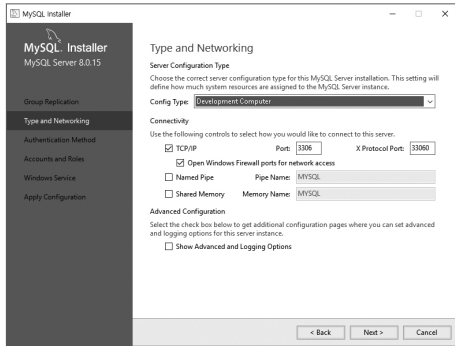 MySQL Installer
MySQL. Installer
MySQL Server 8.0.15
Group Replication
Type and Networking
Authentication Method
Accounts and Roles
Windows Service
Apply Configuration
Type and Networking
Server Configuration Type
Choose the correct server configuration type for this MySQL Server installation. This setting will
define how much system resources are assigned to the MySQL Server instance.
Config Type: Development Computer
Connectivity
Use the following controls to select how you would like to connect to this server.
TCP/IP Port: 3306 X Protocol Port: 33060
Open Windows Firewall ports for network access
Named Pipe Pipe Name: MYSQL
Shared Memory Memory Name: MYSQL
Advanced Configuration
Select the check box below to get additional configuration pages where you can set advanced
and logging options for this server instance.
Show Advanced and Logging Options
< Back Next > Cancel